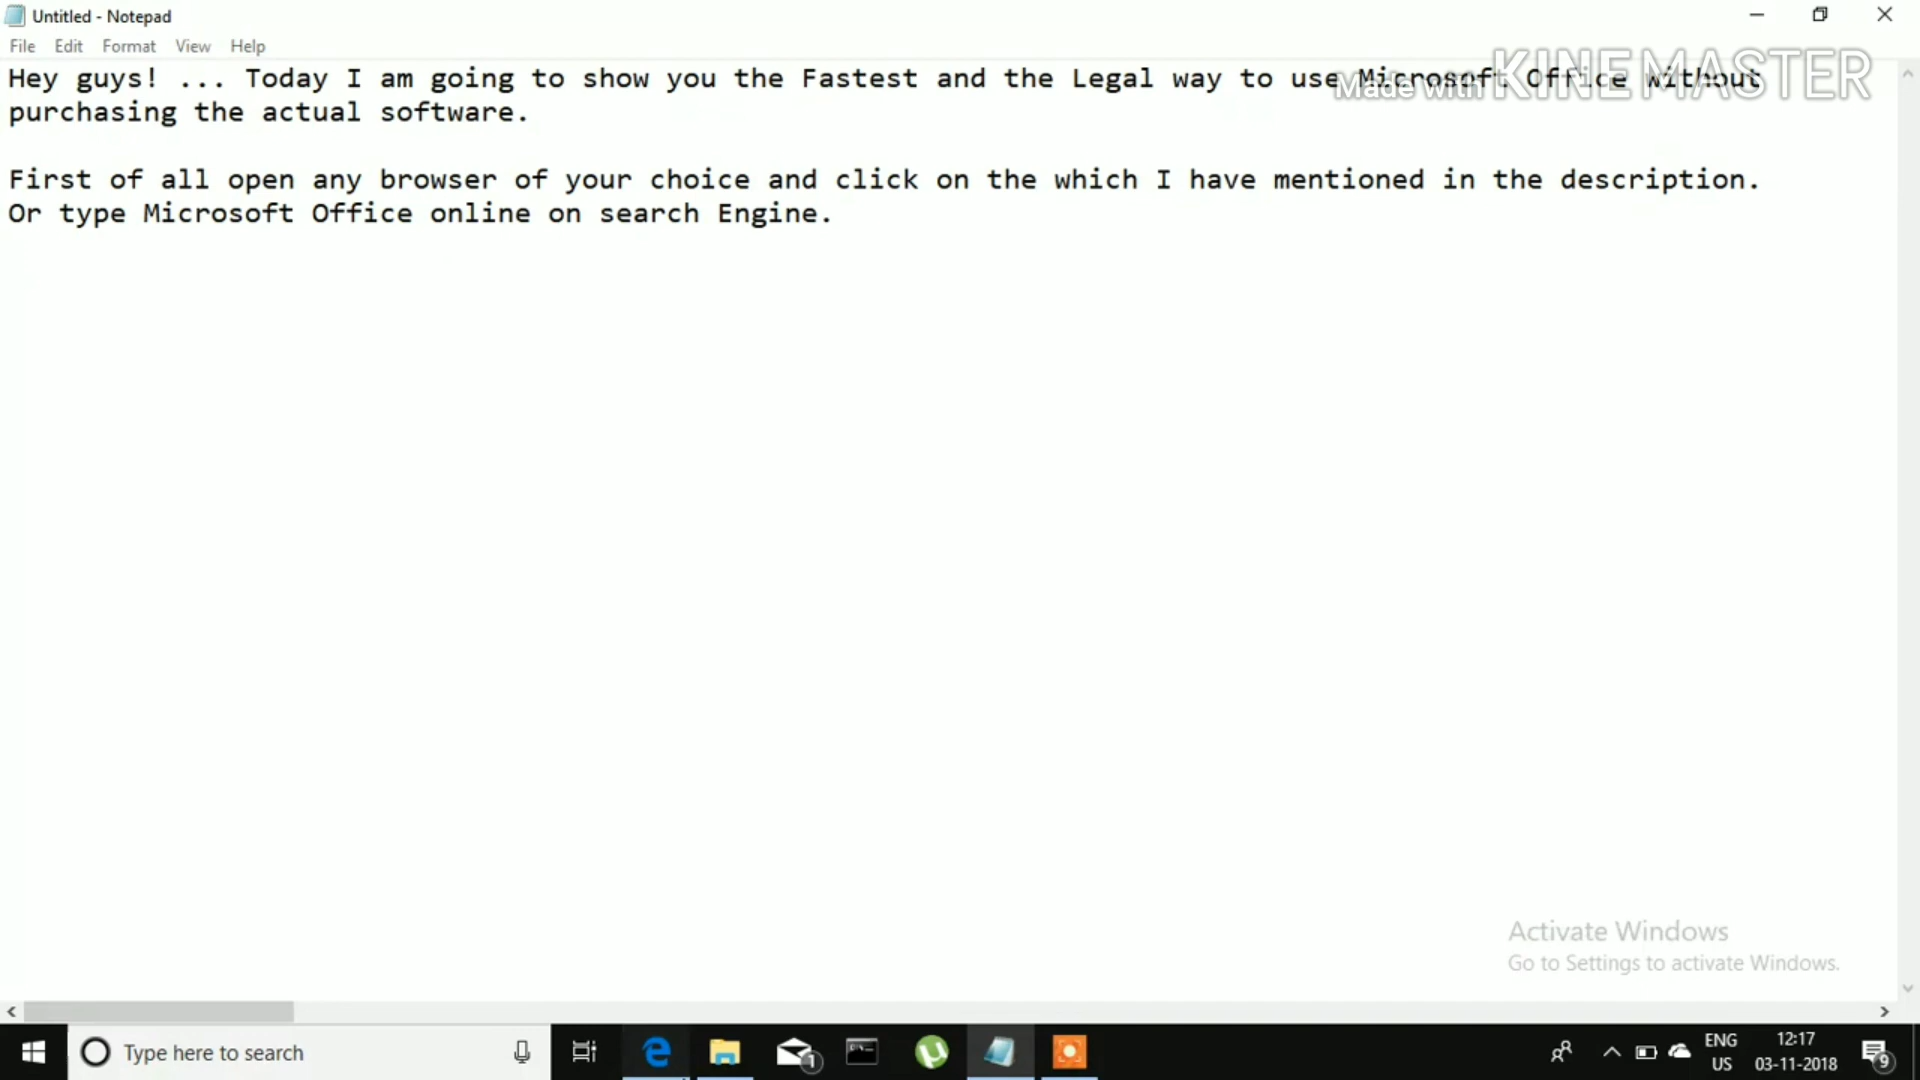 Untitled - Notepad
File Edit Format View Help
Hey guys! ... Today I am going to show you the Fastest and the Legal way to use Microsoft Office without
Made with KINEMASTER
purchasing the actual software.
First of all open any browser of your choice and click on the which I have mentioned in the description.
Or type Microsoft Office online on search Engine.
Activate Windows
Go to Settings to activate Windows.
Type here to search
1
ENG
US
12:17
03-11-2018
9